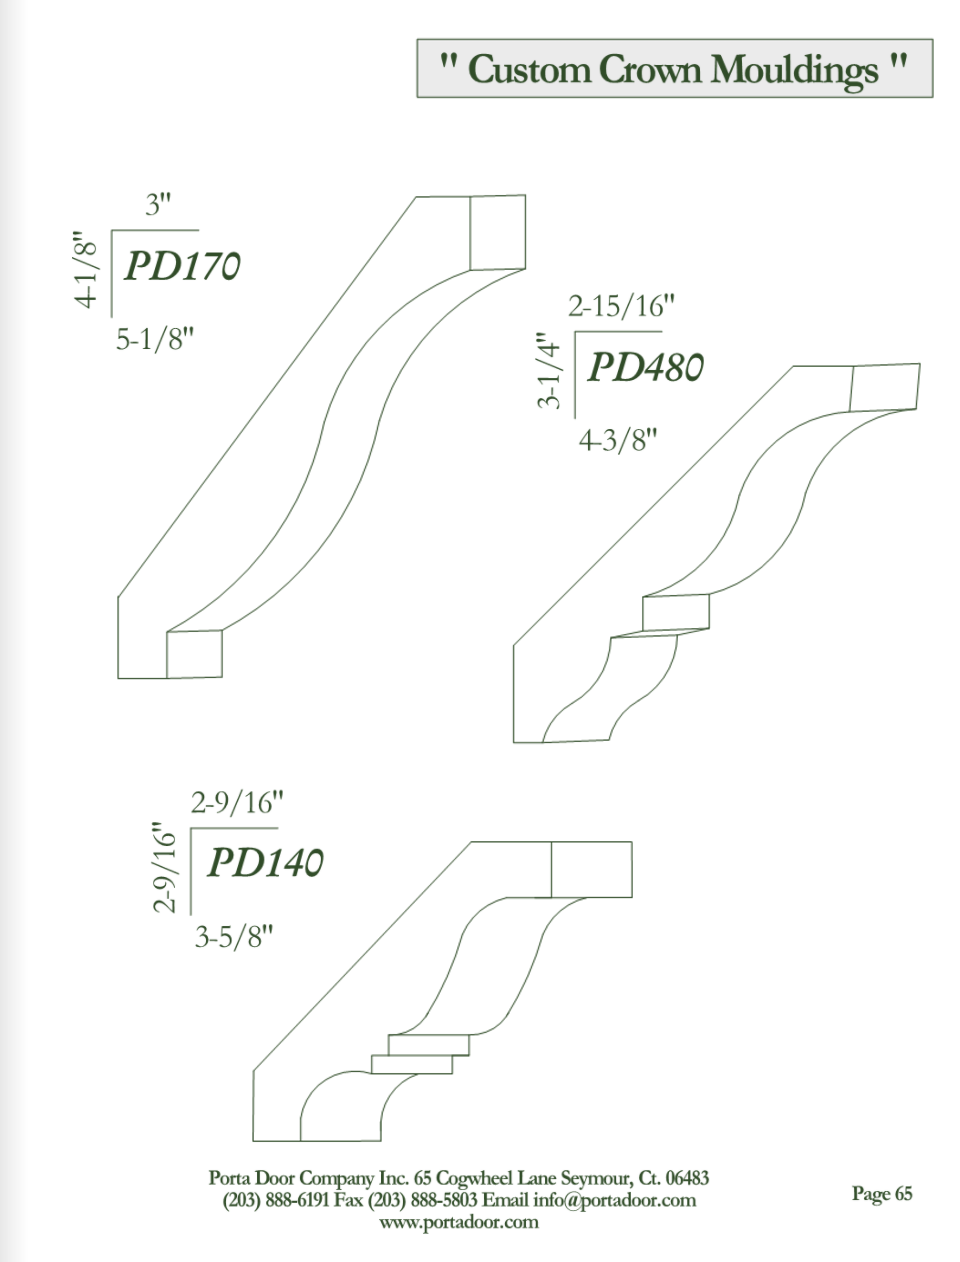 " Custom Crown Mouldings "
3"
4-1/8"
PD170
5-1/8"
2-15/16"
3-1/4"
PD480
4-3/8"
2-9/16"
2-9/16"
PD140
3-5/8"
Porta Door Company Inc. 65 Cogwheel Lane Seymour, Ct. 06483
(203) 888-6191 Fax (203) 888-5803 Email info@portadoor.com
www.portadoor.com
Page 65